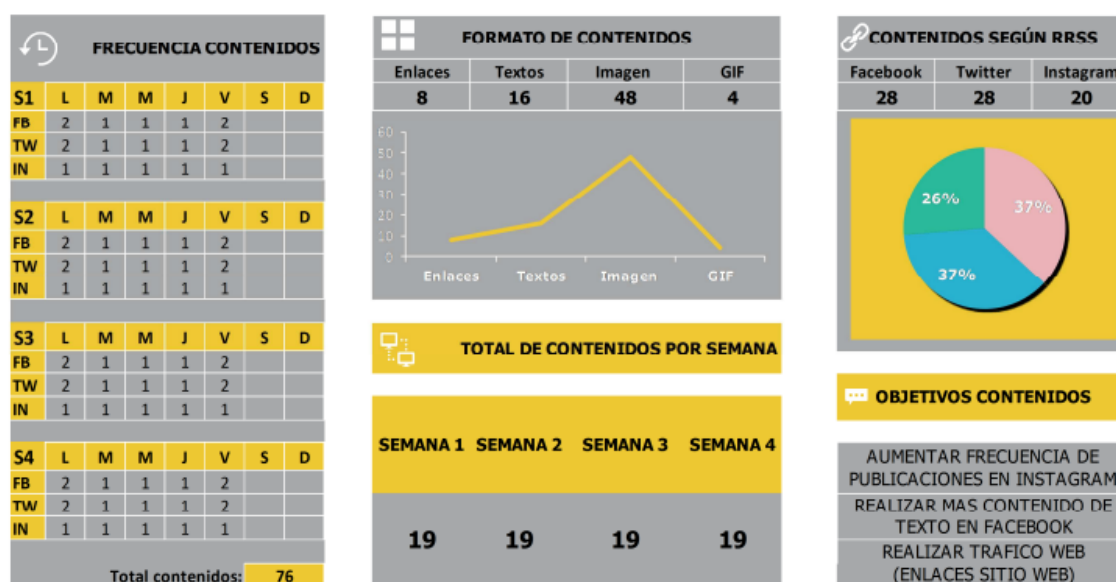 FRECUENCIA CONTENIDOS
S1 L M M J V S D
FB 2 1 1 1 2
TW 2 1 1 1 2
IN 1 1 1 1 1
S2 L M M J V S D
FB 2 1 1 1 2
TW 2 1 1 1 2
IN 1 1 1 1 1
S3 L M M J V S D
FB 2 1 1 1 2
TW 2 1 1 1 2
IN 1 1 1 1 1
S4 L M M J V S D
FB 2 1 1 1 2
TW 2 1 1 1 2
IN 1 1 1 1 1
Total contenidos: 76
FORMATO DE CONTENIDOS
Enlaces Textos Imagen GIF
8 16 48 4
60
50
40
30
20
10
0
Enlaces Textos Imagen GIF
TOTAL DE CONTENIDOS POR SEMANA
SEMANA 1 SEMANA 2 SEMANA 3 SEMANA 4
19 19 19 19
CONTENIDOS SEGÚN RRSS
Facebook Twitter Instagram
28 28 20
26%
37%
37%
OBJETIVOS CONTENIDOS
AUMENTAR FRECUENCIA DE
PUBLICACIONES EN INSTAGRAM
REALIZAR MAS CONTENIDO DE
TEXTO EN FACEBOOK
REALIZAR TRAFICO WEB
(ENLACES SITIO WEB)